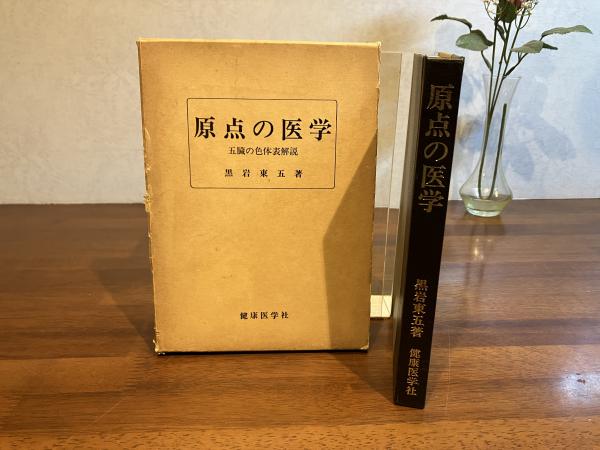 原点の医学
五臓の色体表解説
黒岩東五著
健康医学社
原点の医学
黒岩東五著
健康医学社